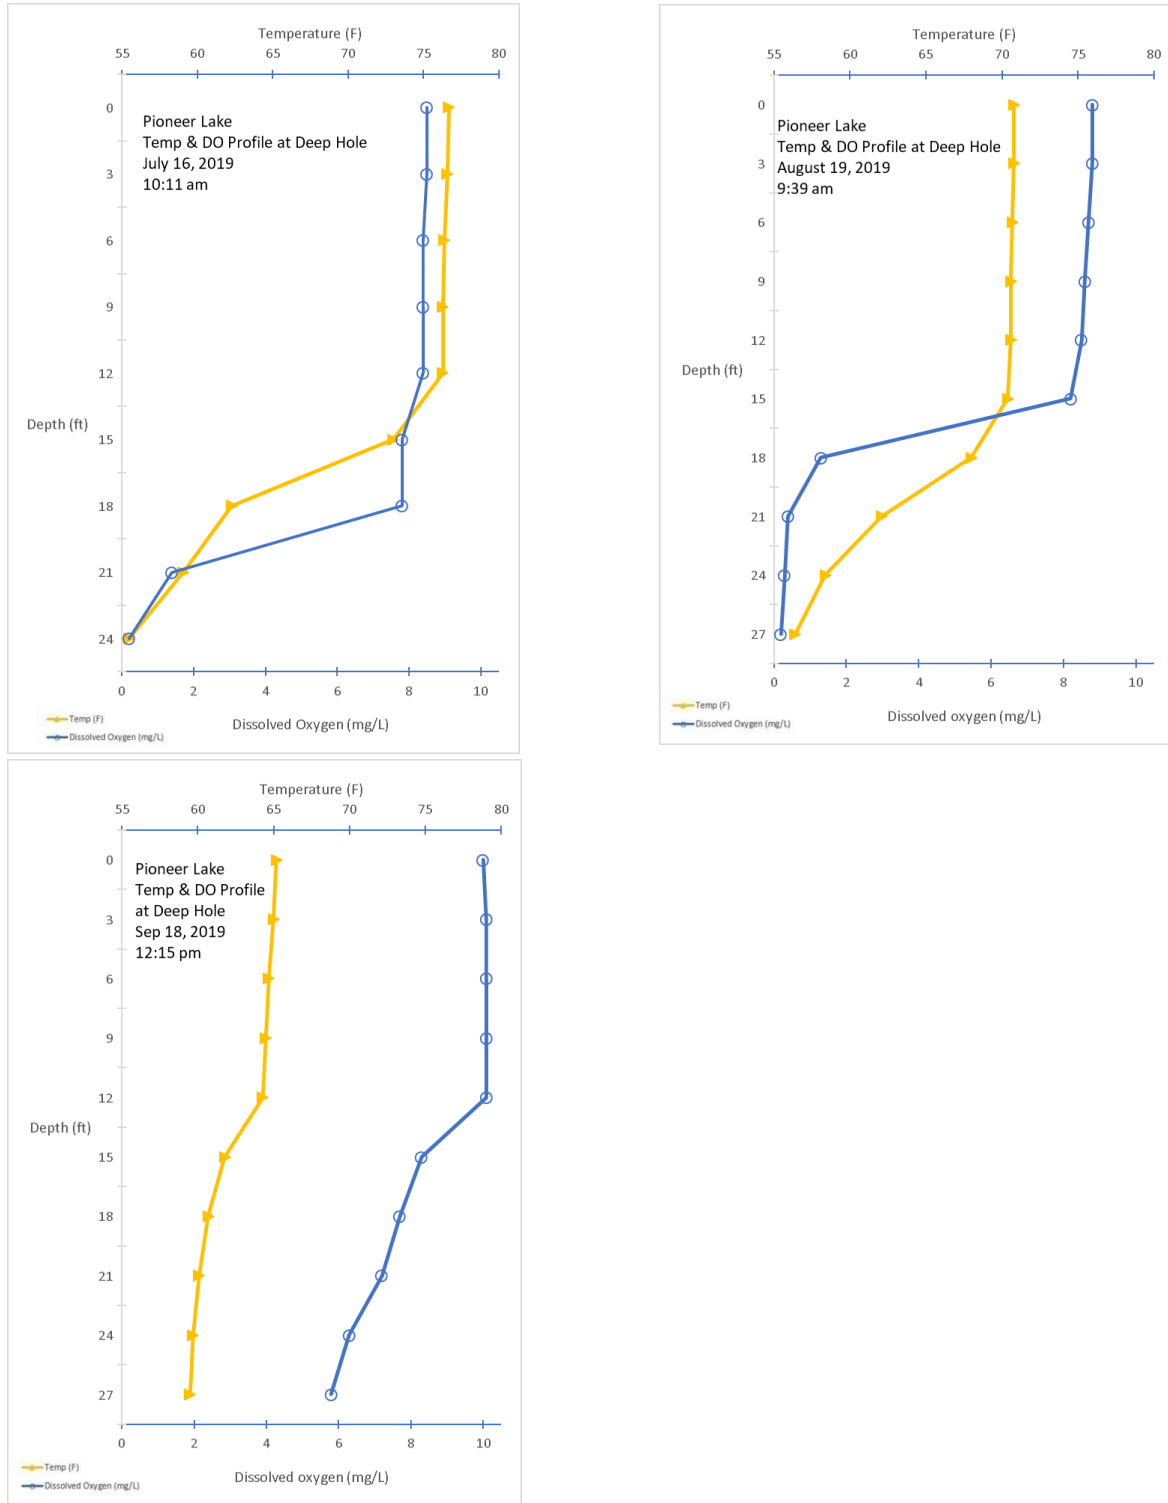 Temperature (F)
55 60 65 70 75 80
Pioneer Lake
Temp & DO Profile at Deep Hole
July 16, 2019
10:11 am
0
3
6
9
12
15
18
21
24
Depth (ft)
0 2 4 6 8 10
Dissolved Oxygen (mg/L)
Temp (F)
Dissolved Oxygen (mg/L)
Temperature (F)
55 60 65 70 75 80
Pioneer Lake
Temp & DO Profile at Deep Hole
August 19, 2019
9:39 am
0
3
6
9
12
15
18
21
24
27
Depth (ft)
0 2 4 6 8 10
Dissolved oxygen (mg/L)
Temp (F)
Dissolved Oxygen (mg/L)
Temperature (F)
55 60 65 70 75 80
Pioneer Lake
Temp & DO Profile
at Deep Hole
Sep 18, 2019
12:15 pm
0
3
6
9
12
15
18
21
24
27
Depth (ft)
0 2 4 6 8 10
Dissolved oxygen (mg/L)
Temp (F)
Dissolved Oxygen (mg/L)